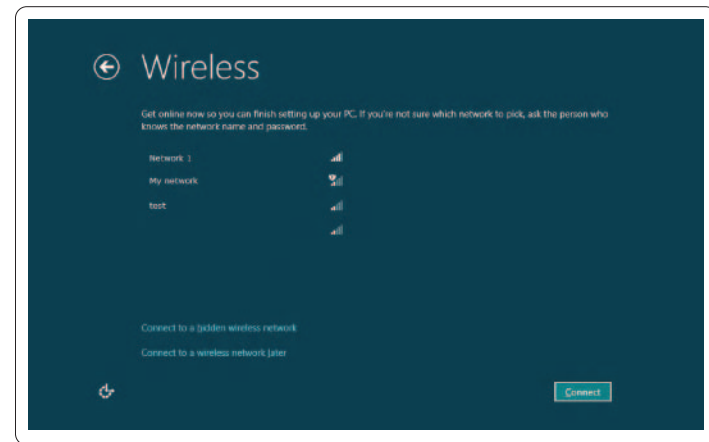 Wireless
Get online now so you can finish setting up your PC. If you're not sure which network to pick, ask the person who
knows the network name and password.
Network 1
My network
test
Connect to a hidden wireless network
Connect to a wireless network later
Connect